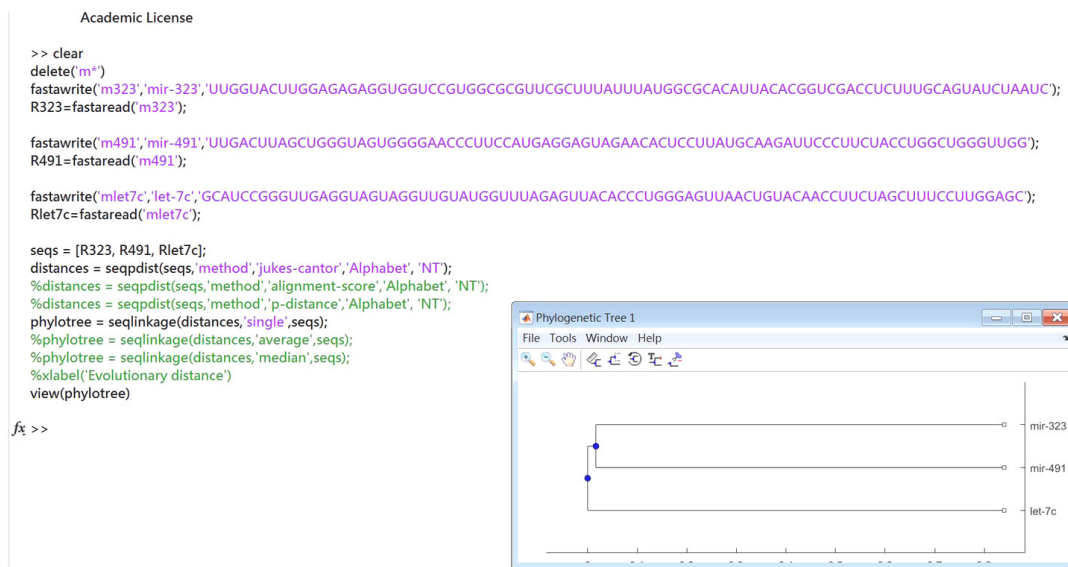 Academic License
>> clear
delete('m*')
fastawrite('m323','mir-323','UUGGUACUUGGAGAGAGGUGGUCCGUGGCGCGUUCGCUUUAUUUAUGGCGCACAUUACACGGUCGACCUCUUUGCAGUAUCUAAUC');
R323=fastaread('m323');
fastawrite('m491','mir-491','UUGACUUAGCUGGGUAGUGGGGAACCCUUCCAUGAGGAGUAGAACACUCCUUAUGCAAGAUUCCCUUCUACCUGGCUGGGUUGG');
R491=fastaread('m491');
fastawrite('mlet7c','let-7c','GCAUCCGGGUUGAGGUAGUAGGUUGUAUGGUUUAGAGUUACACCCUGGGAGUUAACUGUACAACCUUCUAGCUUUCCUUGGAGC');
Rlet7c=fastaread('mlet7c');
seqs = [R323, R491, Rlet7c];
distances = seqpdist(seqs,'method','jukes-cantor','Alphabet', 'NT');
%distances = seqpdist(seqs,'method','alignment-score','Alphabet', 'NT');
%distances = seqpdist(seqs,'method','p-distance','Alphabet', 'NT');
phylotree = seqlinkage(distances,'single',seqs);
%phylotree = seqlinkage(distances,'average',seqs);
%phylotree = seqlinkage(distances,'median',seqs);
%xlabel('Evolutionary distance')
view(phylotree)
fx >>
Phylogenetic Tree 1
File Tools Window Help
mir-323
mir-491
let-7c